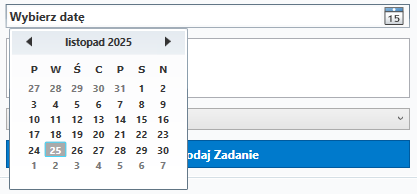 Wybierz datę 15
listopad 2025
P W Ś C P S N
27 28 29 30 31 1 2
3 4 5 6 7 8 9
10 11 12 13 14 15 16
17 18 19 20 21 22 23
24 25 26 27 28 29 30
1 2 3 4 5 6 7
odaj Zadanie